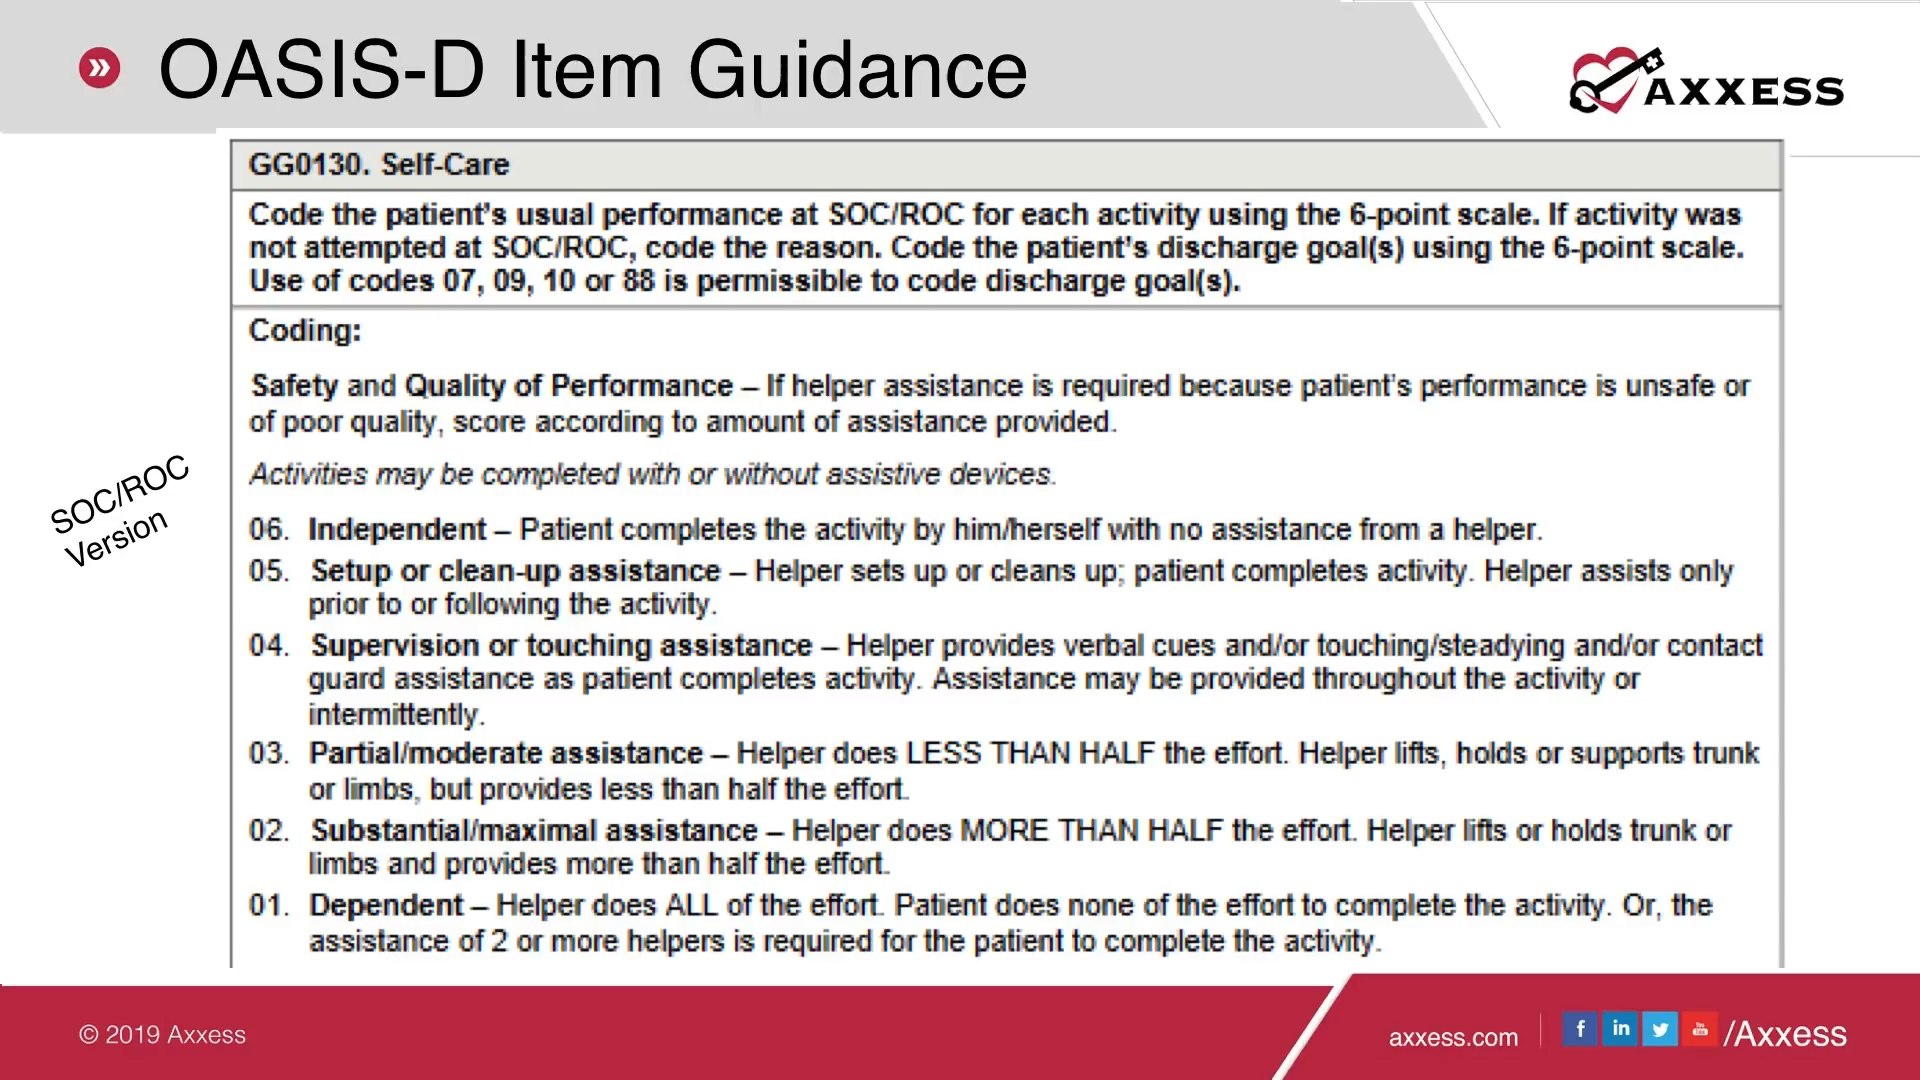 OASIS-D Item Guidance
AXXESS
GG0130. Self-Care
Code the patient's usual performance at SOC/ROC for each activity using the 6-point scale. If activity was
not attempted at SOC/ROC, code the reason. Code the patient's discharge goal(s) using the 6-point scale.
Use of codes 07, 09, 10 or 88 is permissible to code discharge goal(s).
Coding:
Safety and Quality of Performance – If helper assistance is required because patient's performance is unsafe or
of poor quality, score according to amount of assistance provided.
Activities may be completed with or without assistive devices.
SOC/ROC
Version
06. Independent – Patient completes the activity by him/herself with no assistance from a helper.
05. Setup or clean-up assistance – Helper sets up or cleans up; patient completes activity. Helper assists only
prior to or following the activity.
04. Supervision or touching assistance – Helper provides verbal cues and/or touching/steadying and/or contact
guard assistance as patient completes activity. Assistance may be provided throughout the activity or
intermittently.
03. Partial/moderate assistance – Helper does LESS THAN HALF the effort. Helper lifts, holds or supports trunk
or limbs, but provides less than half the effort.
02. Substantial/maximal assistance – Helper does MORE THAN HALF the effort. Helper lifts or holds trunk or
limbs and provides more than half the effort.
01. Dependent – Helper does ALL of the effort. Patient does none of the effort to complete the activity. Or, the
assistance of 2 or more helpers is required for the patient to complete the activity.
© 2019 Axxess
axxess.com
f in You Tube /Axxess